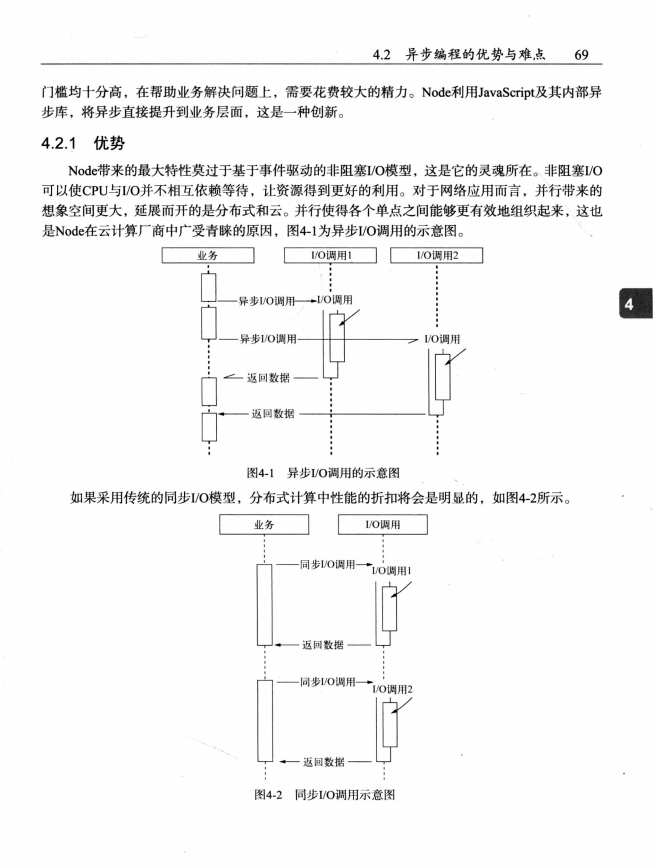 4.2 异步编程的优势与难点 69
门槛均十分高，在帮助业务解决问题上，需要花费较大的精力。Node利用JavaScript及其内部异
步库，将异步直接提升到业务层面，这是一种创新。
4.2.1 优势
Node带来的最大特性莫过于基于事件驱动的非阻塞I/O模型，这是它的灵魂所在。非阻塞I/O
可以使CPU与I/O并不相互依赖等待，让资源得到更好的利用。对于网络应用而言，并行带来的
想象空间更大，延展而开的是分布式和云。并行使得各个单点之间能够更有效地组织起来，这也
是Node在云计算厂商中广受青睐的原因，图4-1为异步I/O调用的示意图。
业务 I/O调用1 I/O调用2
4
异步I/O调用 I/O调用
异步I/O调用 I/O调用
返回数据
返回数据
图4-1 异步I/O调用的示意图
如果采用传统的同步I/O模型，分布式计算中性能的折扣将会是明显的，如图4-2所示。
业务 I/O调用
同步I/O调用 I/O调用1
返回数据
同步I/O调用 I/O调用2
返回数据
图4-2 同步I/O调用示意图